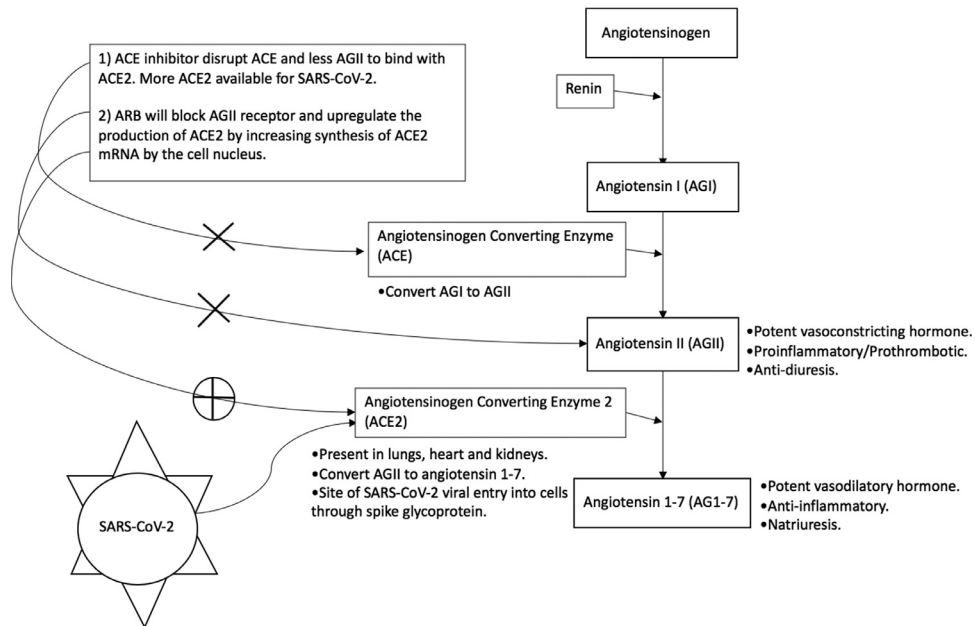 Angiotensinogen
1) ACE inhibitor disrupt ACE and less AGII to bind with
ACE2. More ACE2 available for SARS-CoV-2.
2) ARB will block AGII receptor and upregulate the
production of ACE2 by increasing synthesis of ACE2
mRNA by the cell nucleus.
Renin
Angiotensin I (AGI)
Angiotensinogen Converting Enzyme
(ACE)
•Convert AGI to AGII
Angiotensin II (AGII)
•Potent vasoconstricting hormone.
•Proinflammatory/Prothrombotic.
•Anti-diuresis.
Angiotensinogen Converting Enzyme 2
(ACE2)
•Present in lungs, heart and kidneys.
•Convert AGII to angiotensin 1-7.
•Site of SARS-CoV-2 viral entry into cells
through spike glycoprotein.
Angiotensin 1-7 (AG1-7)
•Potent vasodilatory hormone.
•Anti-inflammatory.
•Natriuresis.
SARS-CoV-2